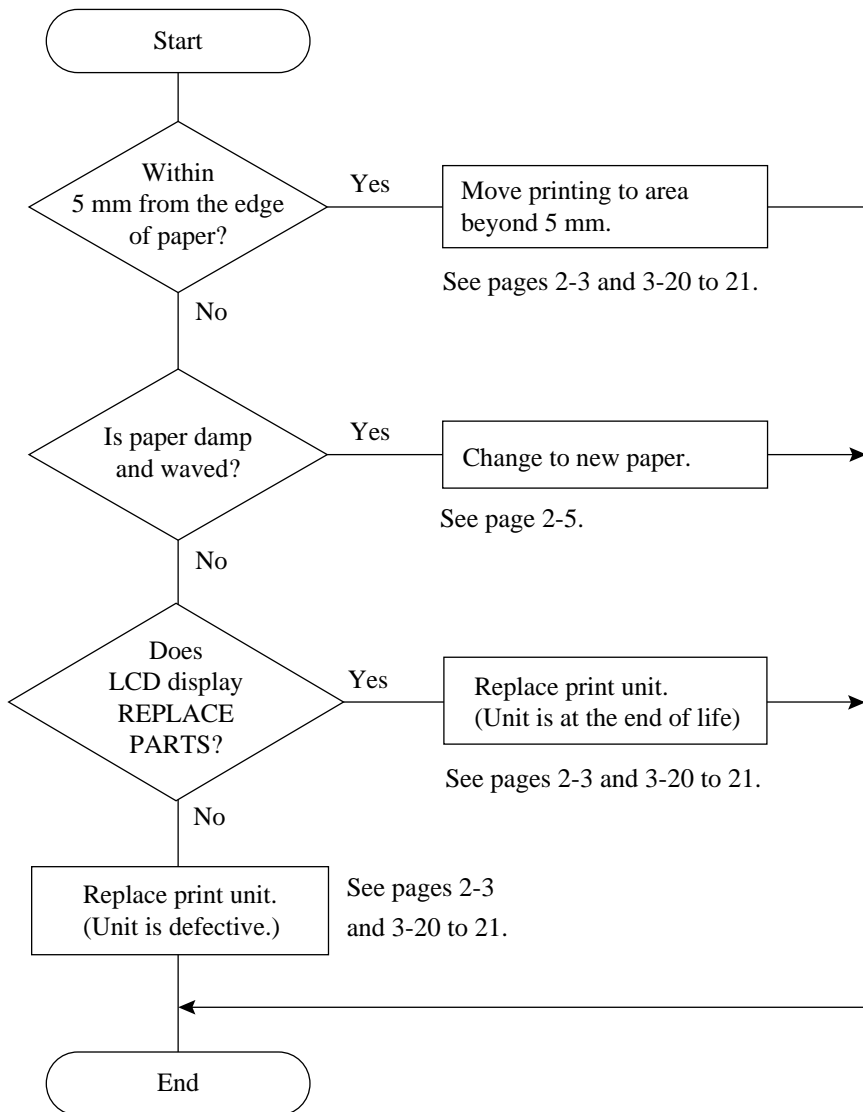 Start
Within
5 mm from the edge
of paper?
Yes
Move printing to area
beyond 5 mm.
See pages 2-3 and 3-20 to 21.
No
Is paper damp
and waved?
Yes
Change to new paper.
See page 2-5.
No
Does
LCD display
REPLACE
PARTS?
Yes
Replace print unit.
(Unit is at the end of life)
See pages 2-3 and 3-20 to 21.
No
Replace print unit.
(Unit is defective.)
See pages 2-3
and 3-20 to 21.
End